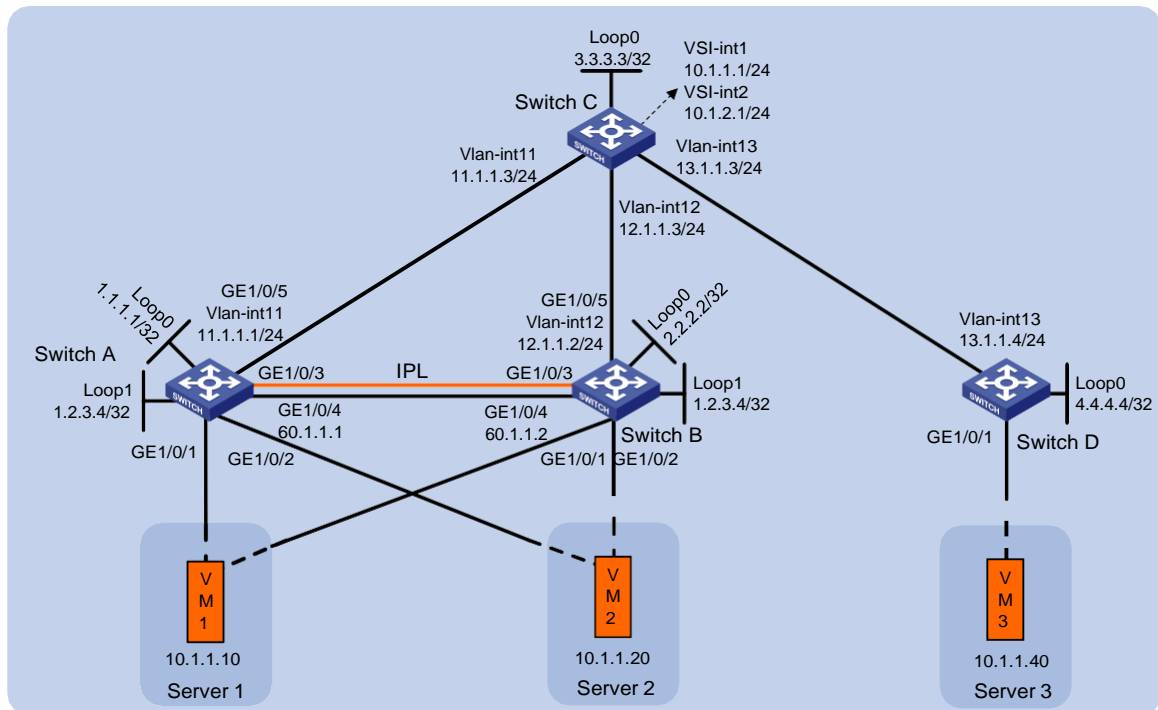 Loop0
3.3.3.3/32
VSI-int1
10.1.1.1/24
VSI-int2
10.1.2.1/24
Switch C
SWITCH
Vlan-int11
11.1.1.3/24
Vlan-int13
13.1.1.3/24
Vlan-int12
12.1.1.3/24
Loop0
1.1.1.1/32
GE1/0/5
Vlan-int11
11.1.1.1/24
GE1/0/5
Vlan-int12
12.1.1.2/24
Loop0
2.2.2.2/32
Vlan-int13
13.1.1.4/24
Switch A
SWITCH
Loop1
1.2.3.4/32
GE1/0/3
IPL
GE1/0/3
SWITCH
Loop1
1.2.3.4/32
SWITCH
Loop0
4.4.4.4/32
GE1/0/4
60.1.1.1
GE1/0/4
60.1.1.2
Switch B
GE1/0/1
Switch D
GE1/0/1
GE1/0/2
GE1/0/1
GE1/0/2
V
M
1
10.1.1.10
Server 1
V
M
2
10.1.1.20
Server 2
V
M
3
10.1.1.40
Server 3